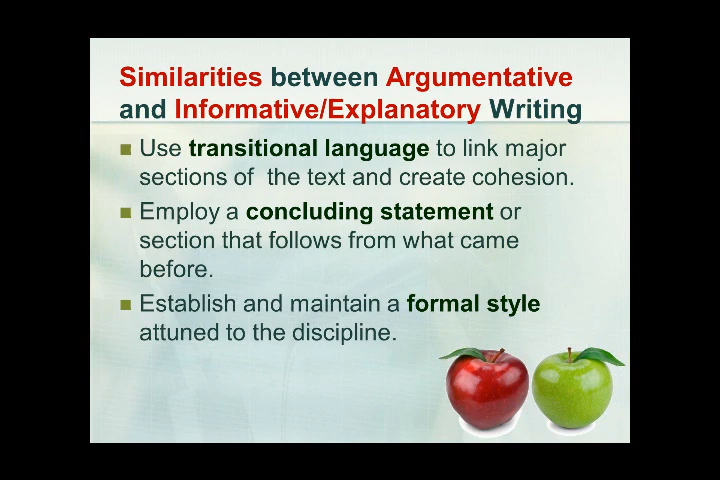 Similarities between Argumentative
and Informative/Explanatory Writing
Use transitional language to link major
sections of the text and create cohesion.
Employ a concluding statement or
section that follows from what came
before.
Establish and maintain a formal style
attuned to the discipline.